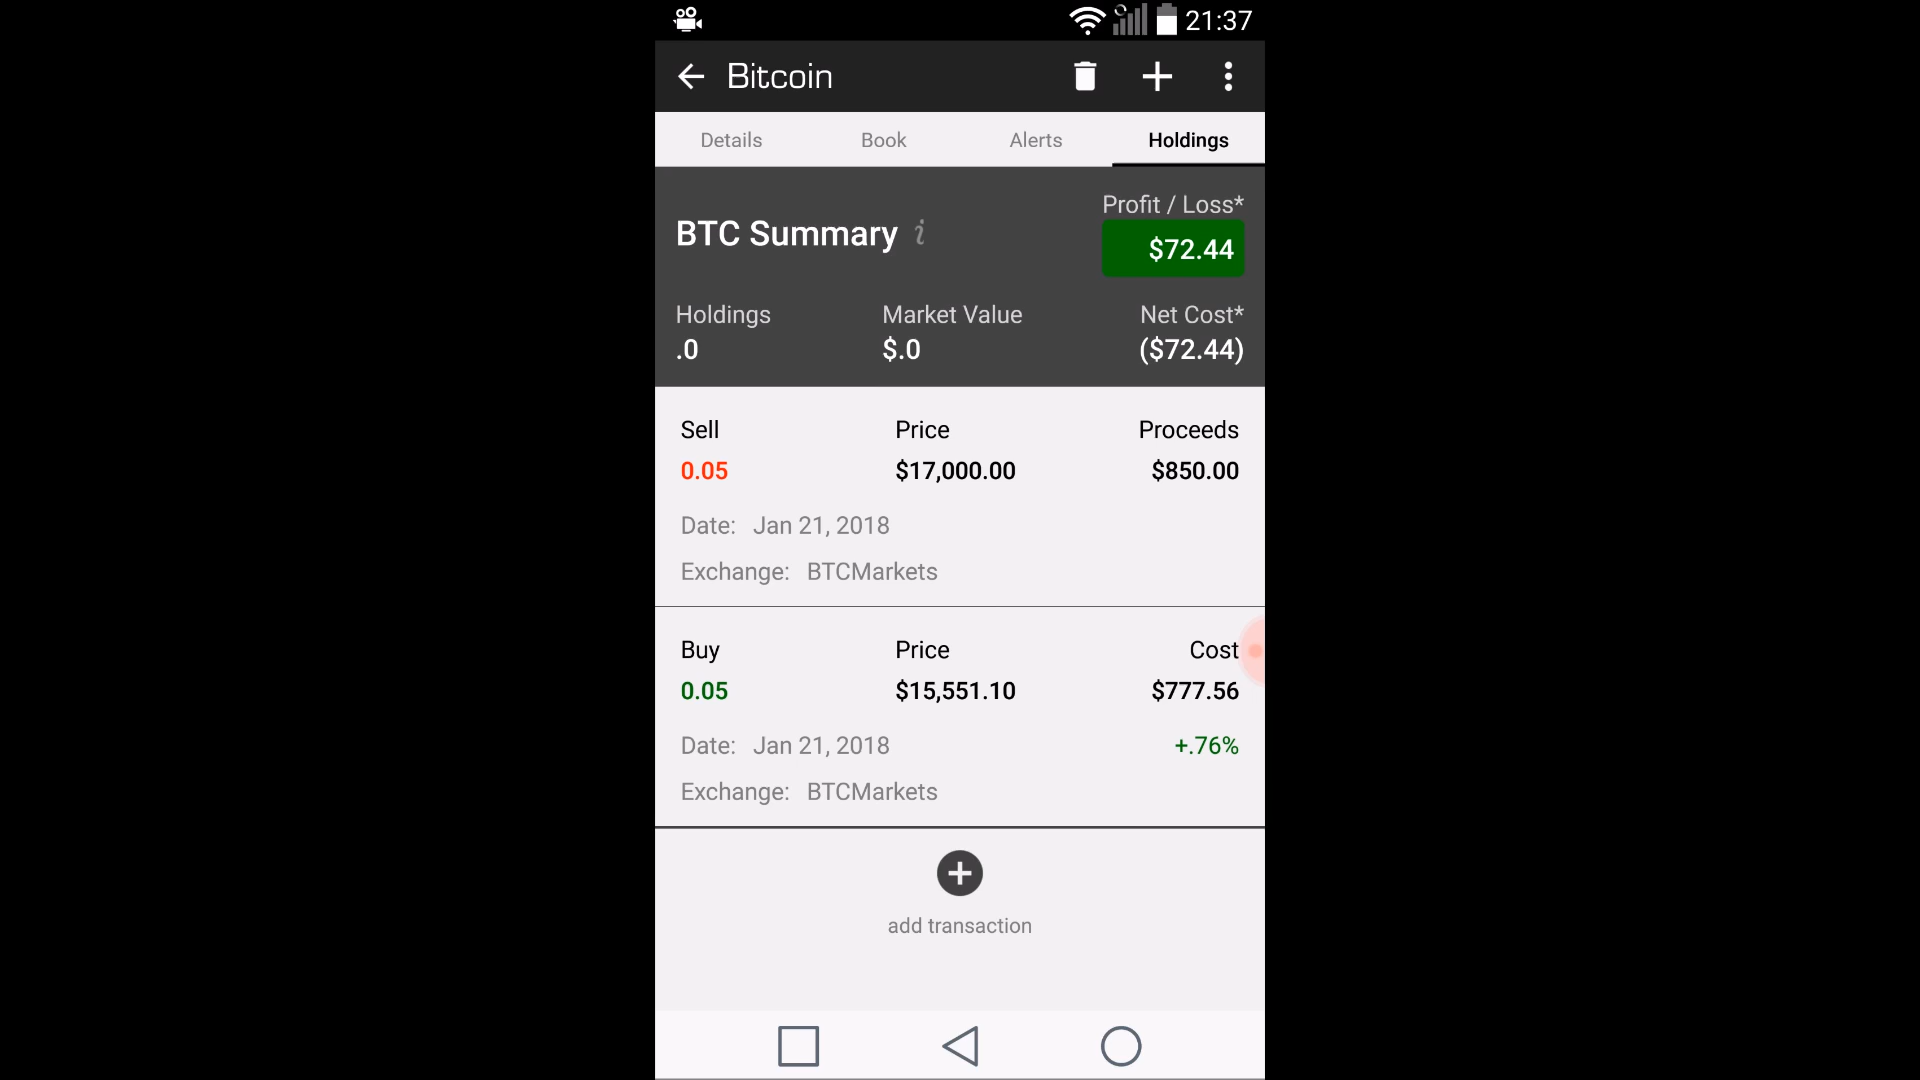 21:37
Bitcoin
Details Book Alerts Holdings
Profit / Loss*
BTC Summary i
$72.44
Holdings Market Value Net Cost*
.0 $.0 ($72.44)
Sell Price Proceeds
0.05 $17,000.00 $850.00
Date: Jan 21, 2018
Exchange: BTCMarkets
Buy Price Cost
0.05 $15,551.10 $777.56
Date: Jan 21, 2018 +.76%
Exchange: BTCMarkets
add transaction